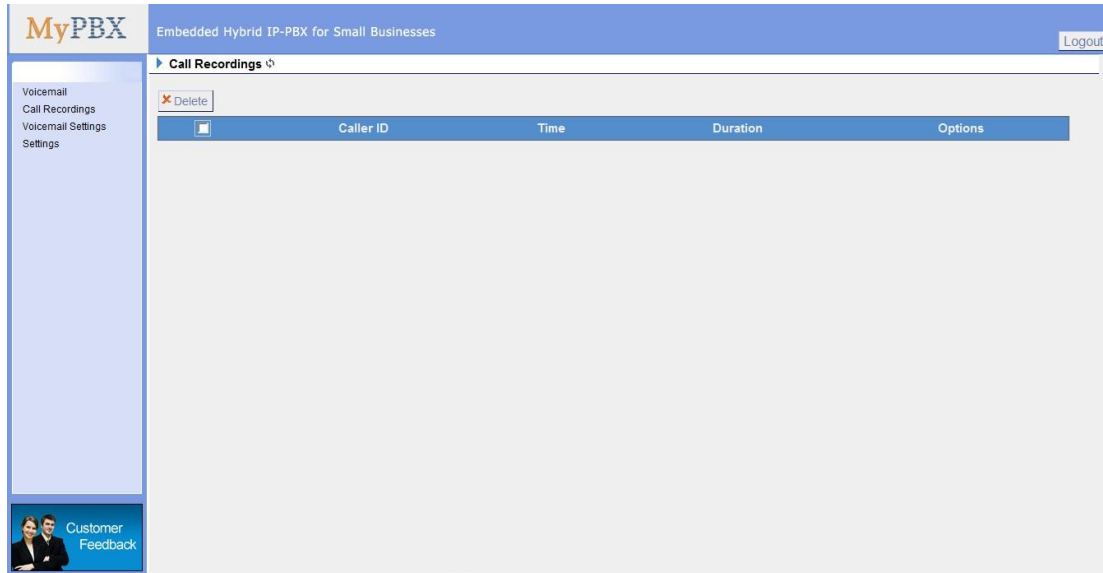 MyPBX
Embedded Hybrid IP-PBX for Small Businesses
Logout
Call Recordings
Voicemail
Call Recordings
Voicemail Settings
Settings
Delete
Caller ID Time Duration Options
Customer
Feedback